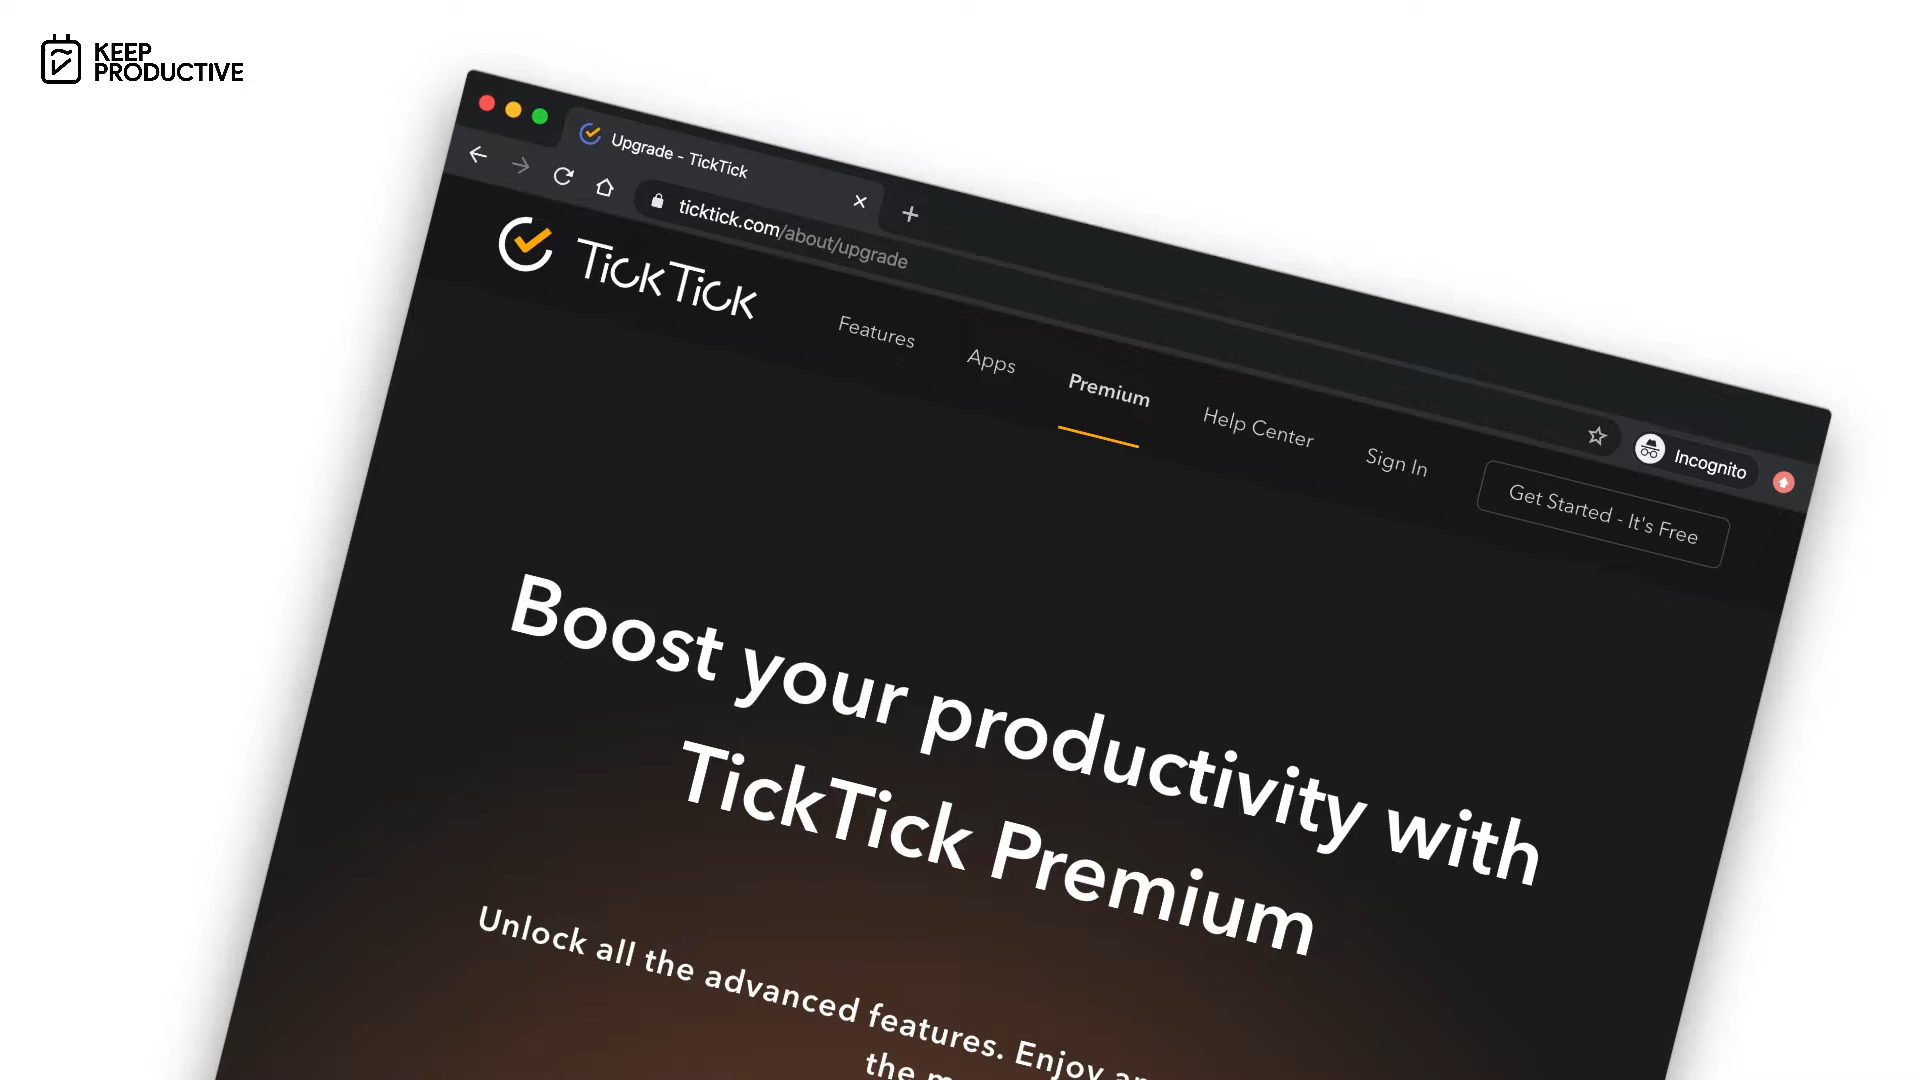 KEEP
PRODUCTIVE
Upgrade - TickTick
ticktick.com/about/upgrade
Incognito
TickTick
Features
Apps
Premium
Help Center
Sign In
Get Started - It's Free
Boost your productivity with
TickTick Premium
Unlock all the advanced features. Enjoy
the